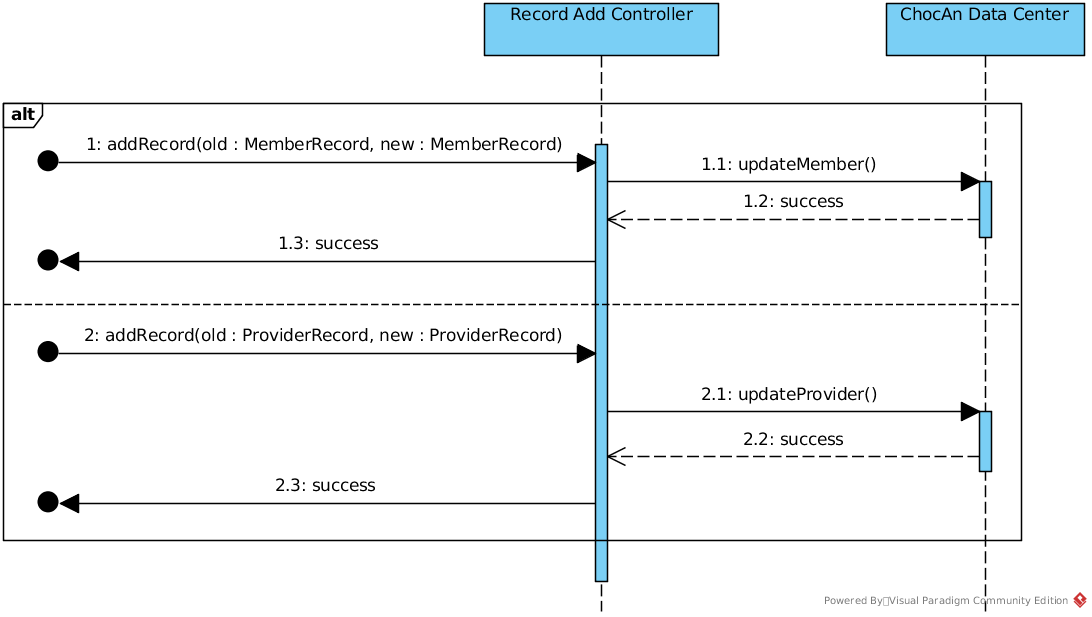 Record Add Controller
ChocAn Data Center
alt
1: addRecord(old : MemberRecord, new : MemberRecord)
1.1: updateMember()
1.2: success
1.3: success
2: addRecord(old : ProviderRecord, new : ProviderRecord)
2.1: updateProvider()
2.2: success
2.3: success
Powered By Visual Paradigm Community Edition